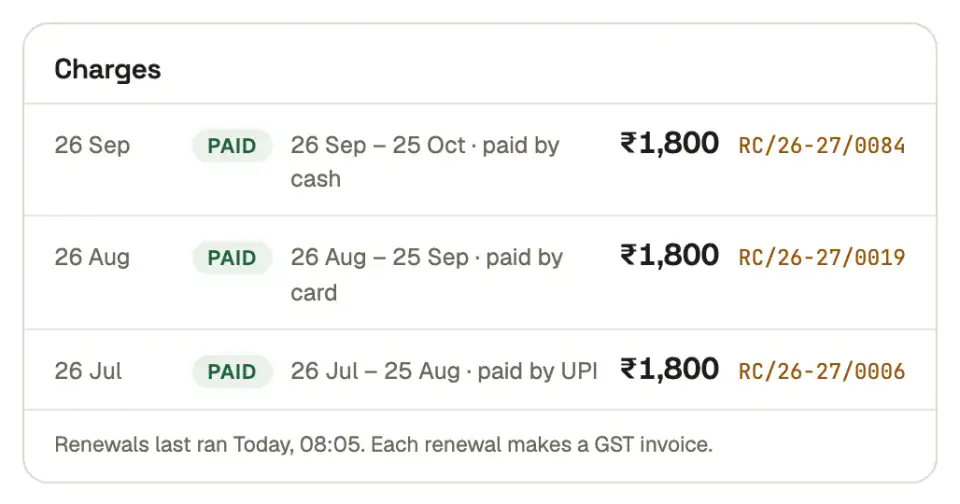 Charges
26 Sep PAID 26 Sep – 25 Oct · paid by cash ₹1,800 RC/26-27/0084
26 Aug PAID 26 Aug – 25 Sep · paid by card ₹1,800 RC/26-27/0019
26 Jul PAID 26 Jul – 25 Aug · paid by UPI ₹1,800 RC/26-27/0006
Renewals last ran Today, 08:05. Each renewal makes a GST invoice.